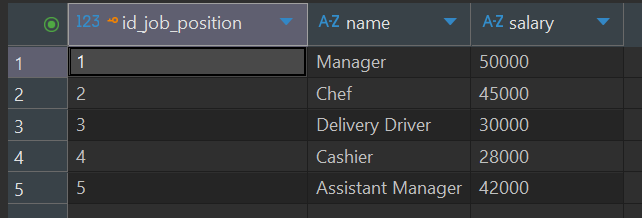 123 id_job_position A-Z name A-Z salary
1 1 Manager 50000
2 2 Chef 45000
3 3 Delivery Driver 30000
4 4 Cashier 28000
5 5 Assistant Manager 42000